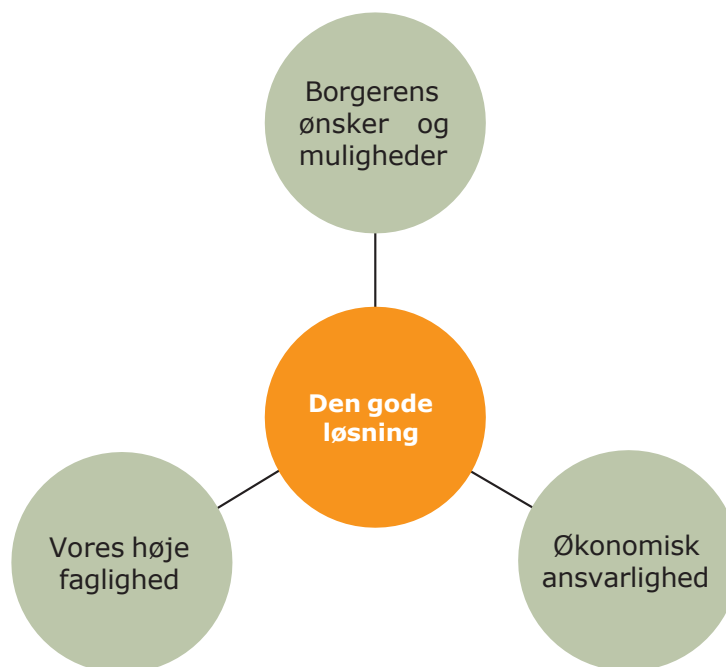 Borgerens
ønsker og
muligheder
Den gode
løsning
Vores høje
faglighed
Økonomisk
ansvarlighed